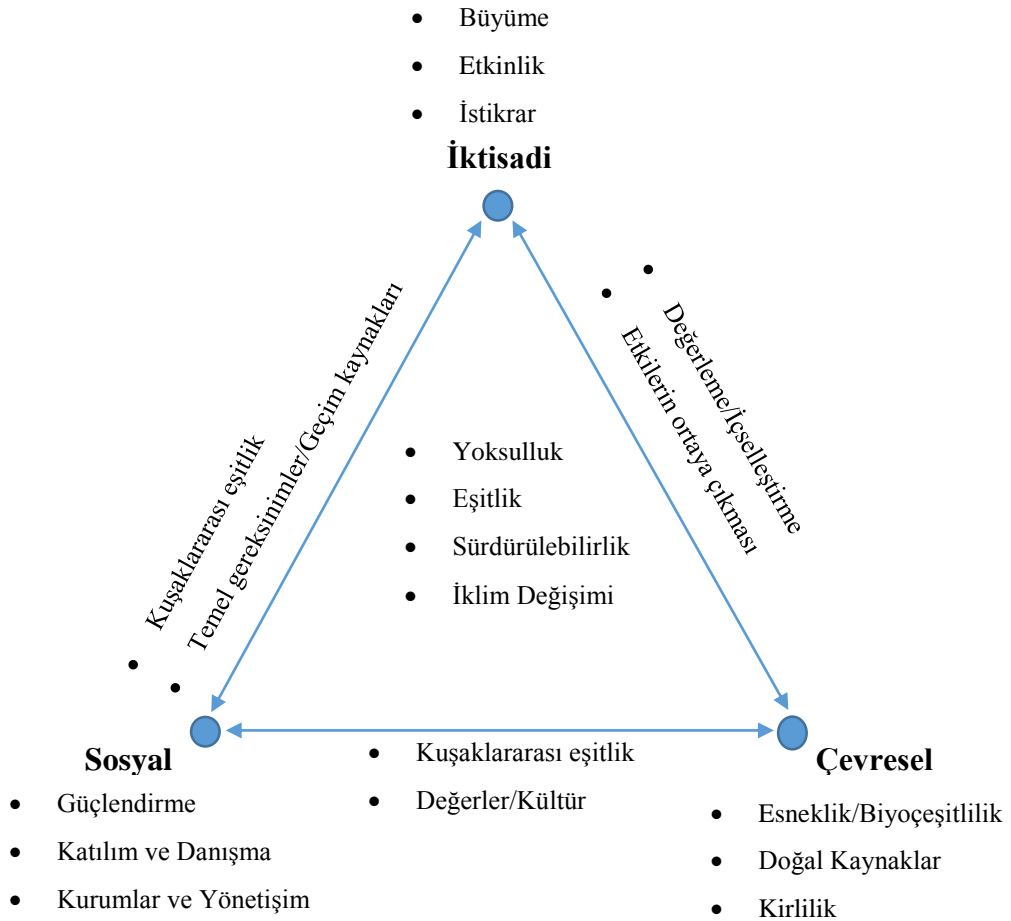 • Büyüme
• Etkinlik
• İstikrar
İktisadi
• Kuşaklararası eşitlik
• Temel gereksinimler/Geçim kaynakları
• Değerleme/İçselleştirme
• Etkilerin ortaya çıkması
• Yoksulluk
• Eşitlik
• Sürdürülebilirlik
• İklim Değişimi
Sosyal
• Güçlendirme
• Katılım ve Danışma
• Kurumlar ve Yönetişim
• Kuşaklararası eşitlik
• Değerler/Kültür
Çevresel
• Esneklik/Biyoçeşitlilik
• Doğal Kaynaklar
• Kirlilik